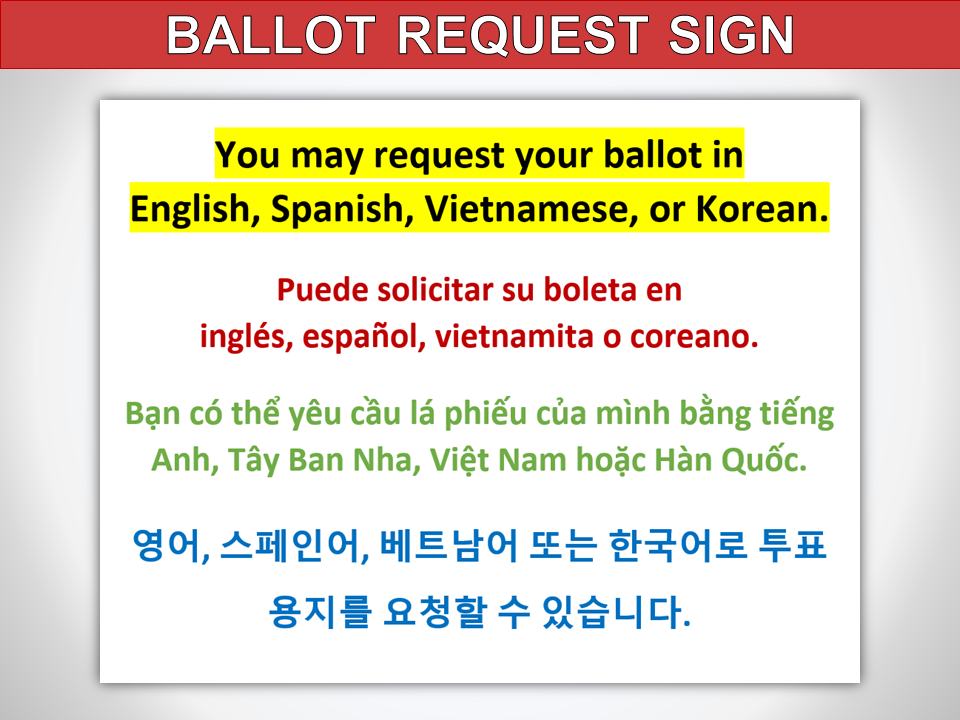 BALLOT REQUEST SIGN
You may request your ballot in
English, Spanish, Vietnamese, or Korean.
Puede solicitar su boleta en
inglés, español, vietnamita o coreano.
Bạn có thể yêu cầu lá phiếu của mình bằng tiếng
Anh, Tây Ban Nha, Việt Nam hoặc Hàn Quốc.
영어, 스페인어, 베트남어 또는 한국어로 투표
용지를 요청할 수 있습니다.